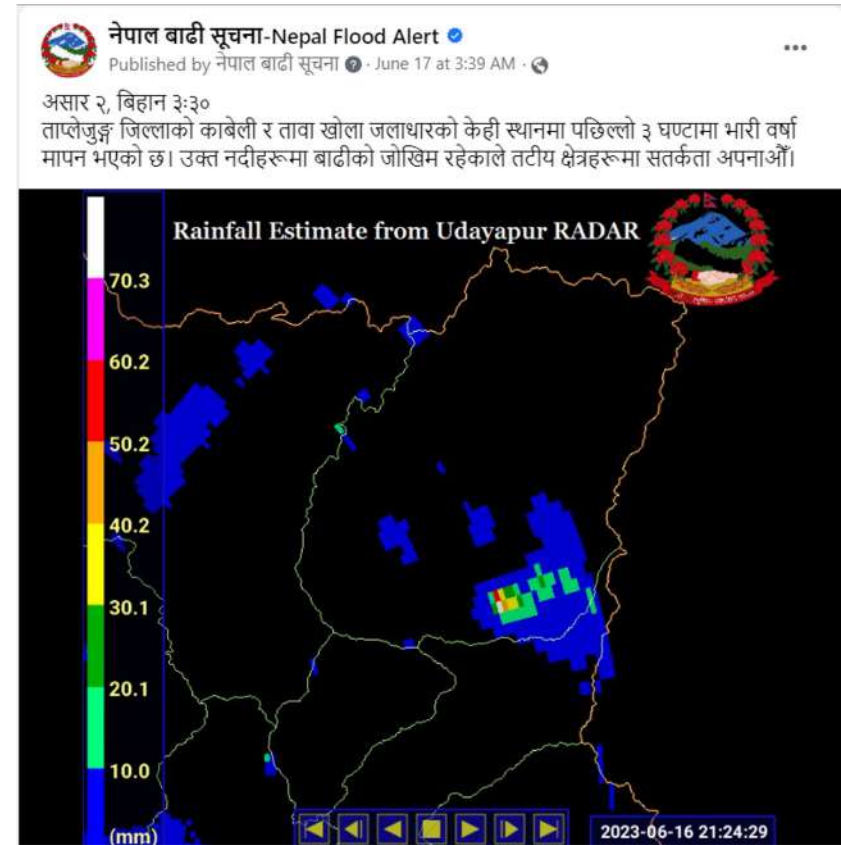 नेपाल बाढी सूचना-Nepal Flood Alert
Published by नेपाल बाढी सूचना · June 17 at 3:39 AM ·
असार २, बिहान ३:३०
ताप्लेजुङ्ग जिल्लाको काबेली र तावा खोला जलाधारको केही स्थानमा पछिल्लो ३ घण्टामा भारी वर्षा
मापन भएको छ। उक्त नदीहरूमा बाढीको जोखिम रहेकाले तटीय क्षेत्रहरूमा सतर्कता अपनाऔँ।
Rainfall Estimate from Udayapur RADAR
70.3
60.2
50.2
40.2
30.1
20.1
10.0
(mm)
2023-06-16 21:24:29